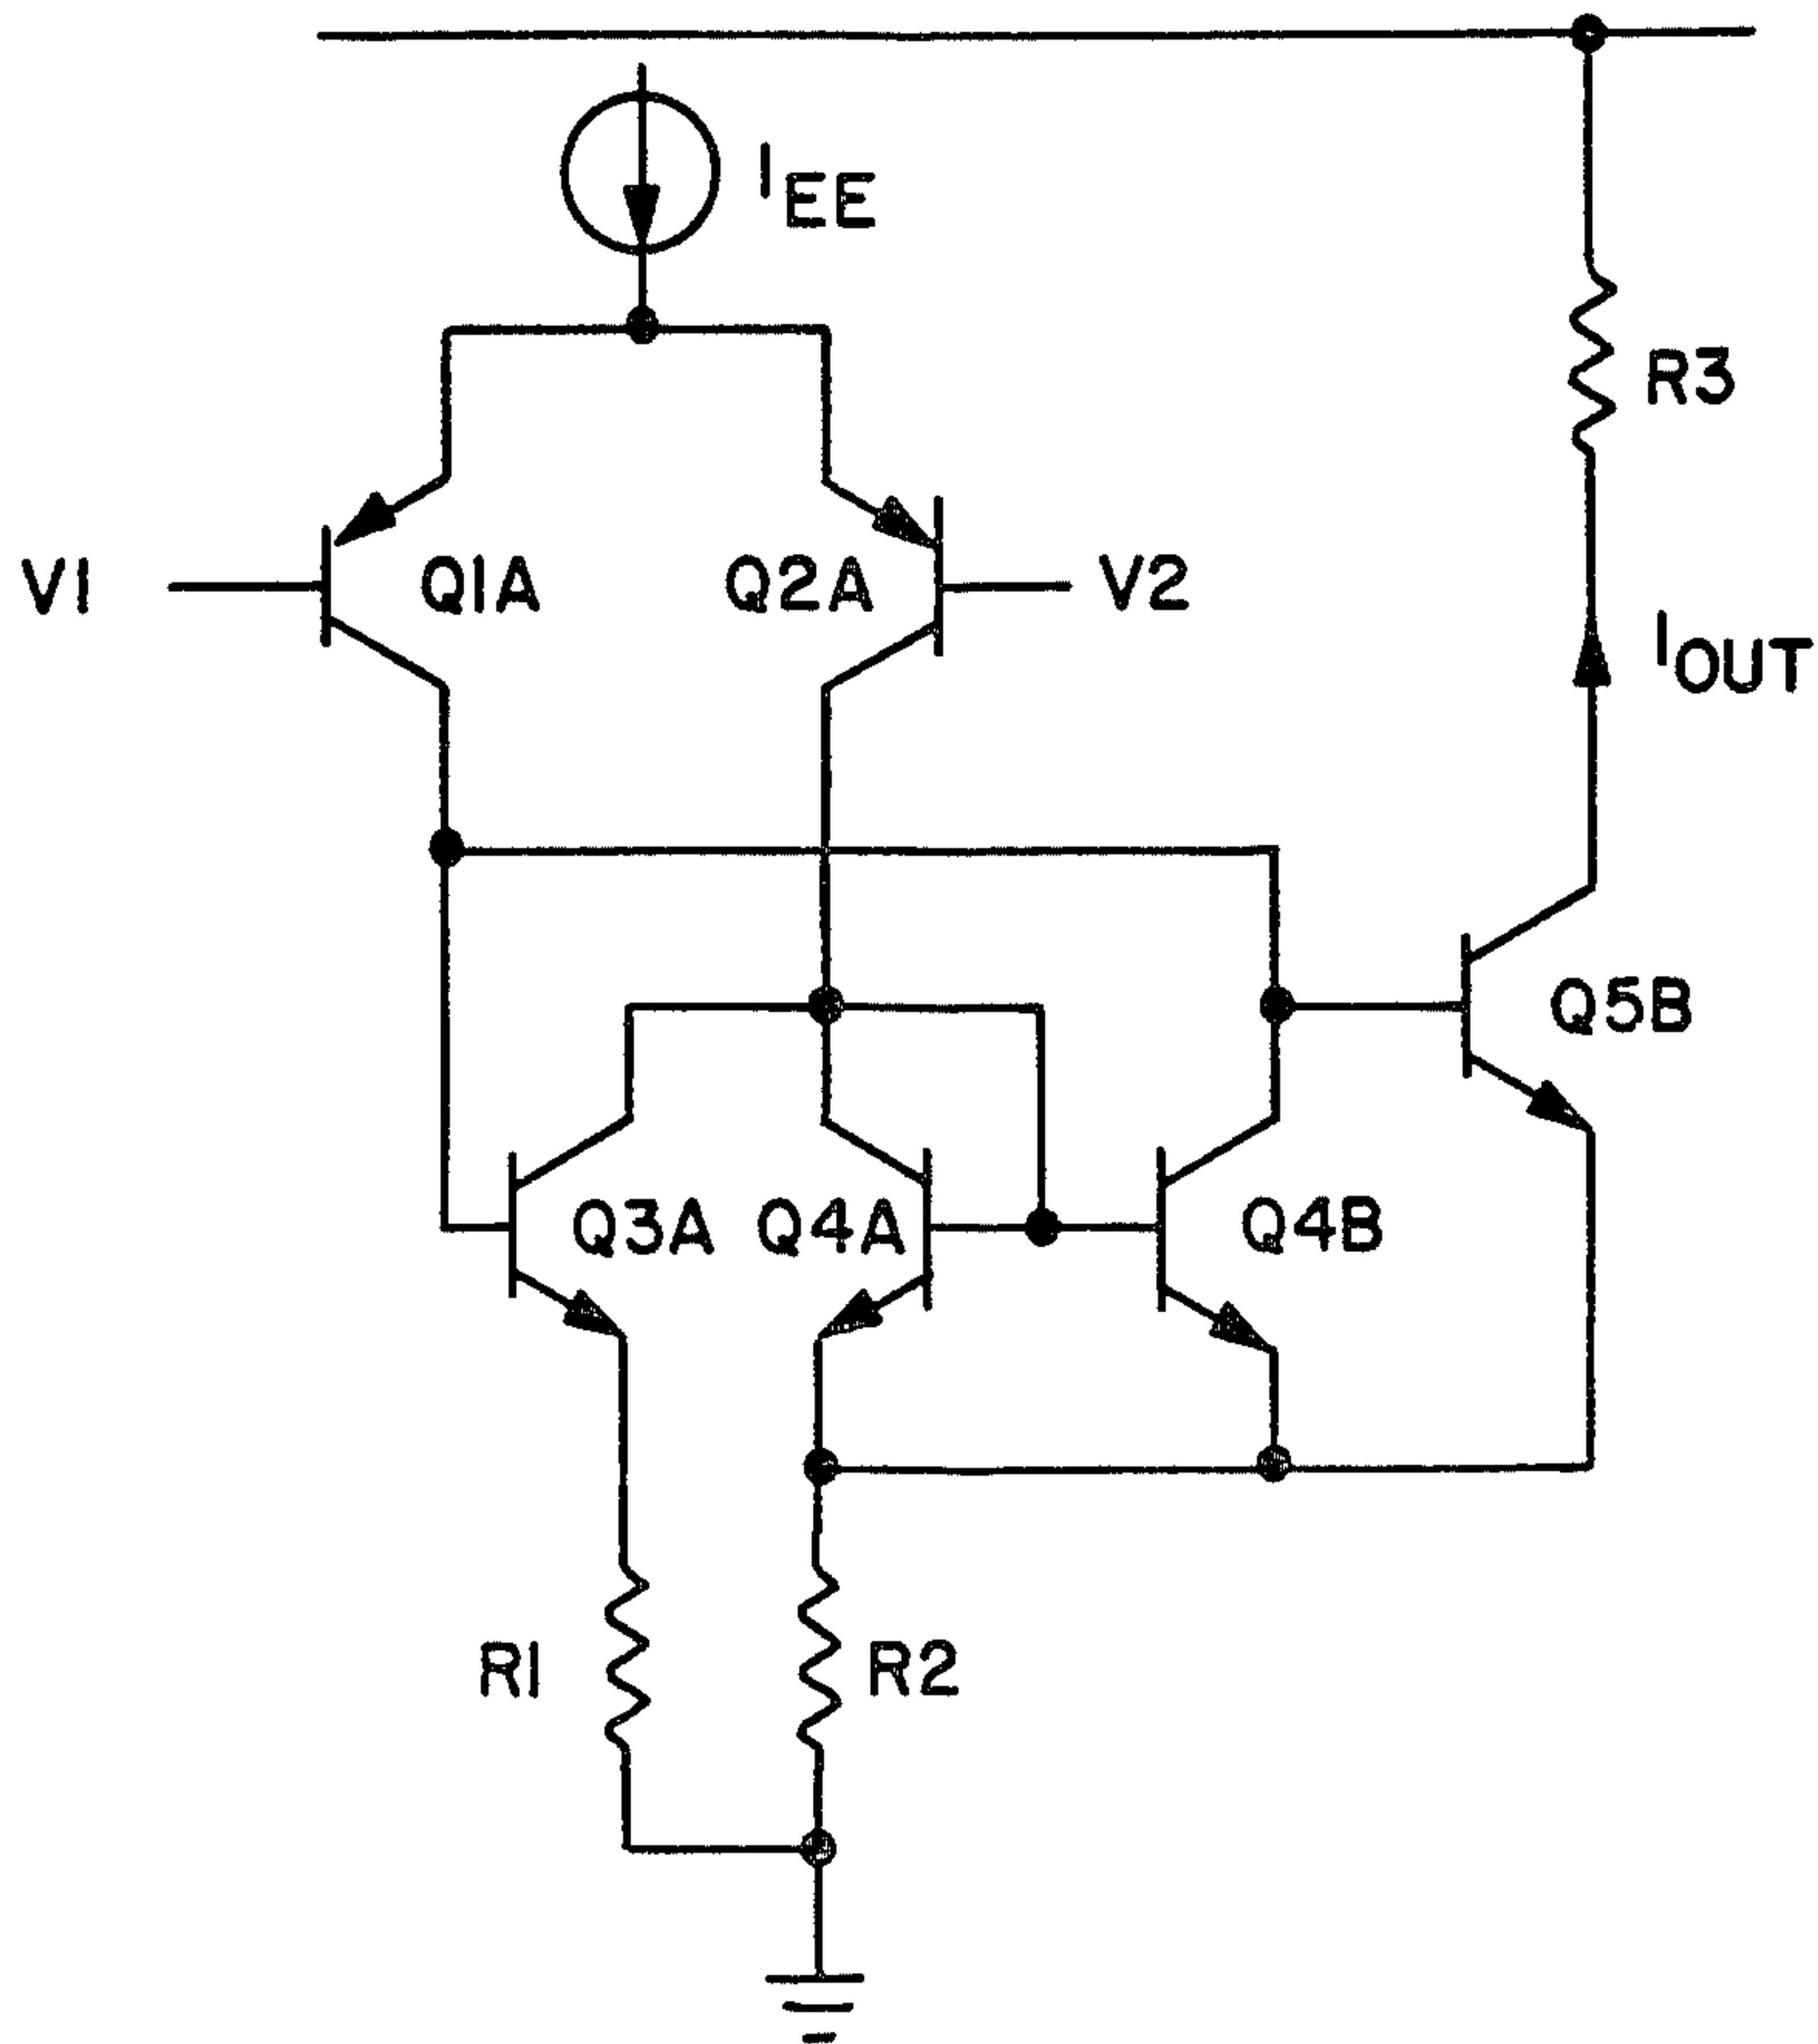 IEE
R3
V1
Q1A
Q2A
V2
IOUT
Q5B
Q3A
Q4A
Q4B
R1
R2